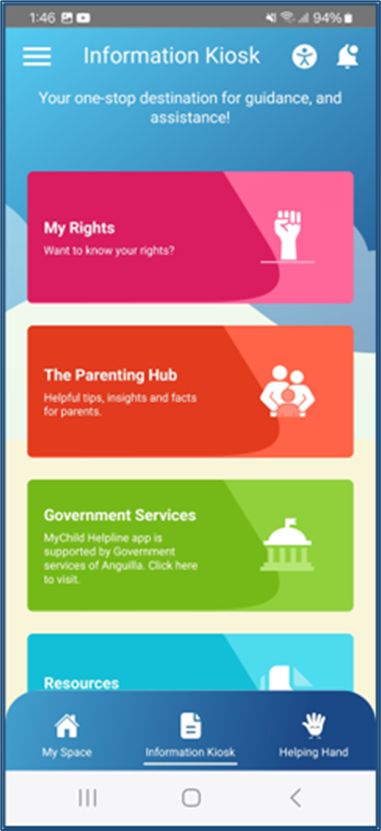 1:46 94%
Information Kiosk
Your one-stop destination for guidance, and
assistance!
My Rights
Want to know your rights?
The Parenting Hub
Helpful tips, insights and facts
for parents.
Government Services
MyChild Helpline app is
supported by Government
services of Anguilla. Click here
to visit.
Resources
My Space Information Kiosk Helping Hand